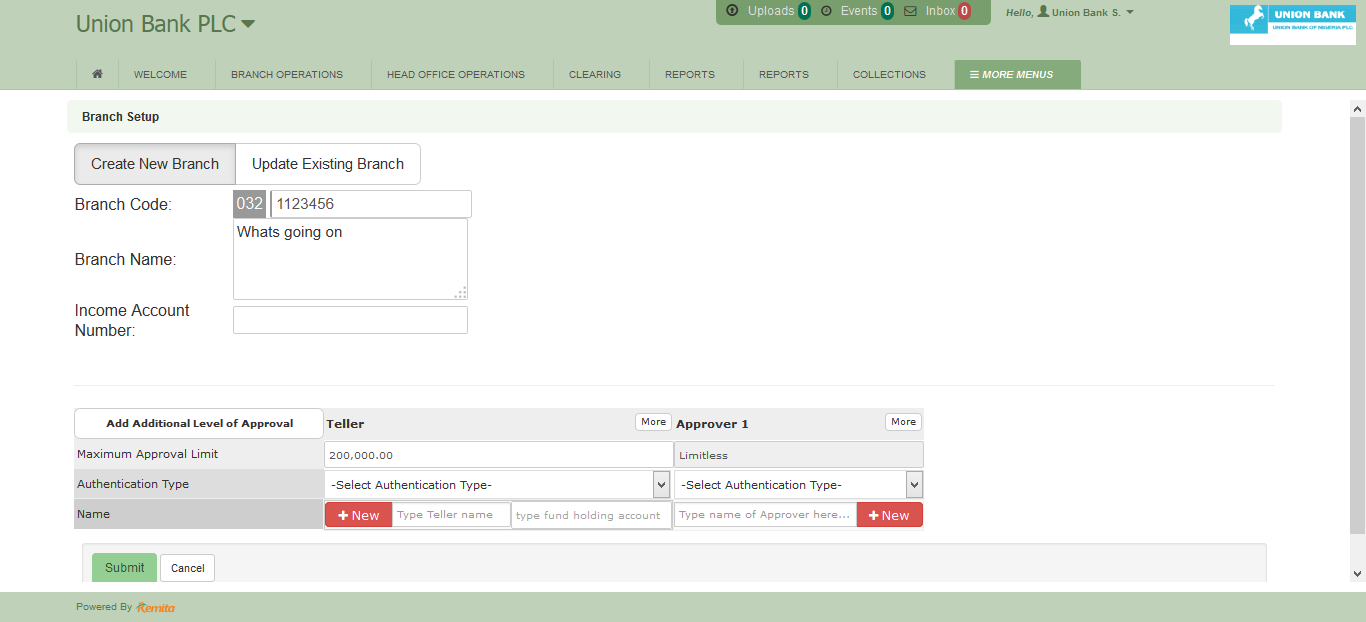 Union Bank PLC
Uploads 0 Events 0 Inbox 0
Hello, Union Bank S.
UNION BANK
UNION BANK OF NIGERIA PLC
WELCOME BRANCH OPERATIONS HEAD OFFICE OPERATIONS CLEARING REPORTS REPORTS COLLECTIONS MORE MENUS
Branch Setup
Create New Branch Update Existing Branch
Branch Code: 032 1123456
Whats going on
Branch Name:
Income Account
Number:
Add Additional Level of Approval Teller More Approver 1 More
Maximum Approval Limit 200,000.00 Limitless
Authentication Type -Select Authentication Type- -Select Authentication Type-
Name + New Type Teller name type fund holding account Type name of Approver here... + New
Submit Cancel
Powered By Remita